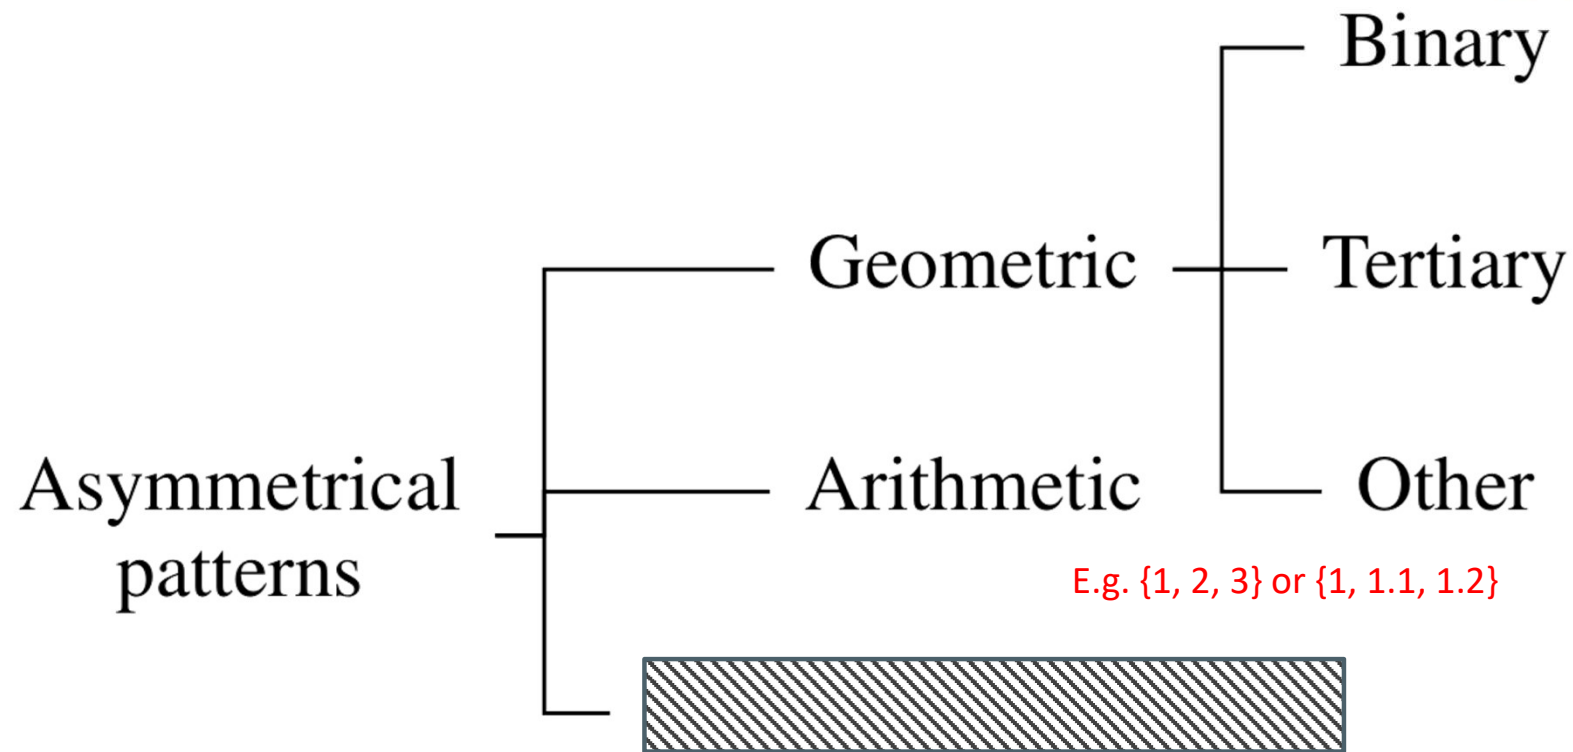 Binary
Geometric
Tertiary
Asymmetrical
patterns
Arithmetic
Other
E.g. {1, 2, 3} or {1, 1.1, 1.2}